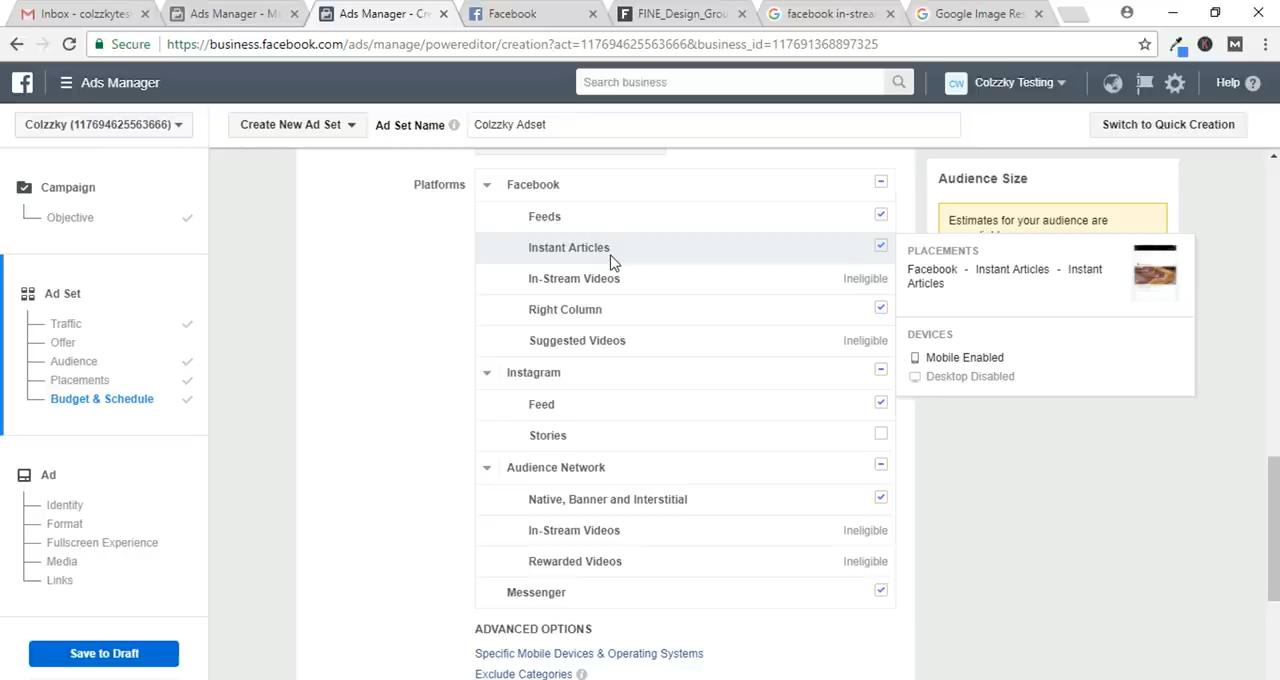 Inbox - colzzkytes
Ads Manager - M
Ads Manager - Cr
Facebook
FINE_Design_Grou
facebook in-strea
Google Image Res
Secure
https://business.facebook.com/ads/manage/powereditor/creation?act=117694625563666&business_id=117691368897325
Ads Manager
Search business
CW
Colzzky Testing
Help
Colzzky (117694625563666)
Create New Ad Set
Ad Set Name
Colzzky Adset
Switch to Quick Creation
Campaign
Objective
Ad Set
Traffic
Offer
Audience
Placements
Budget & Schedule
Ad
Identity
Format
Fullscreen Experience
Media
Links
Save to Draft
Platforms
Facebook
Feeds
Instant Articles
In-Stream Videos Ineligible
Right Column
Suggested Videos Ineligible
Instagram
Feed
Stories
Audience Network
Native, Banner and Interstitial
In-Stream Videos Ineligible
Rewarded Videos Ineligible
Messenger
ADVANCED OPTIONS
Specific Mobile Devices & Operating Systems
Exclude Categories
Audience Size
Estimates for your audience are
PLACEMENTS
Facebook - Instant Articles - Instant
Articles
DEVICES
Mobile Enabled
Desktop Disabled